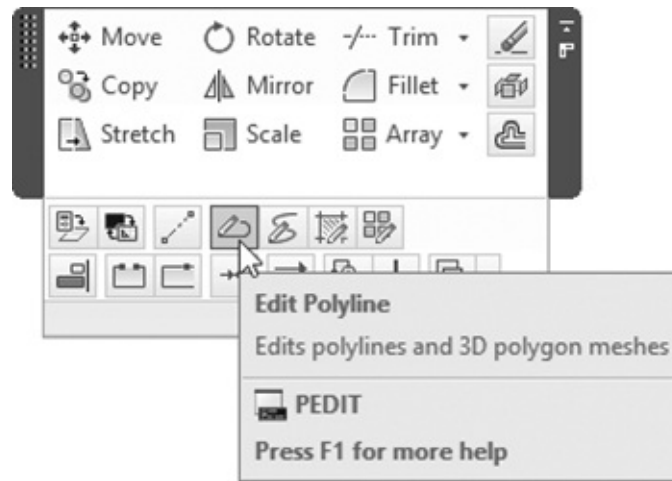 Move Rotate Trim
Copy Mirror Fillet
Stretch Scale Array
Edit Polyline
Edits polylines and 3D polygon meshes
PEDIT
Press F1 for more help